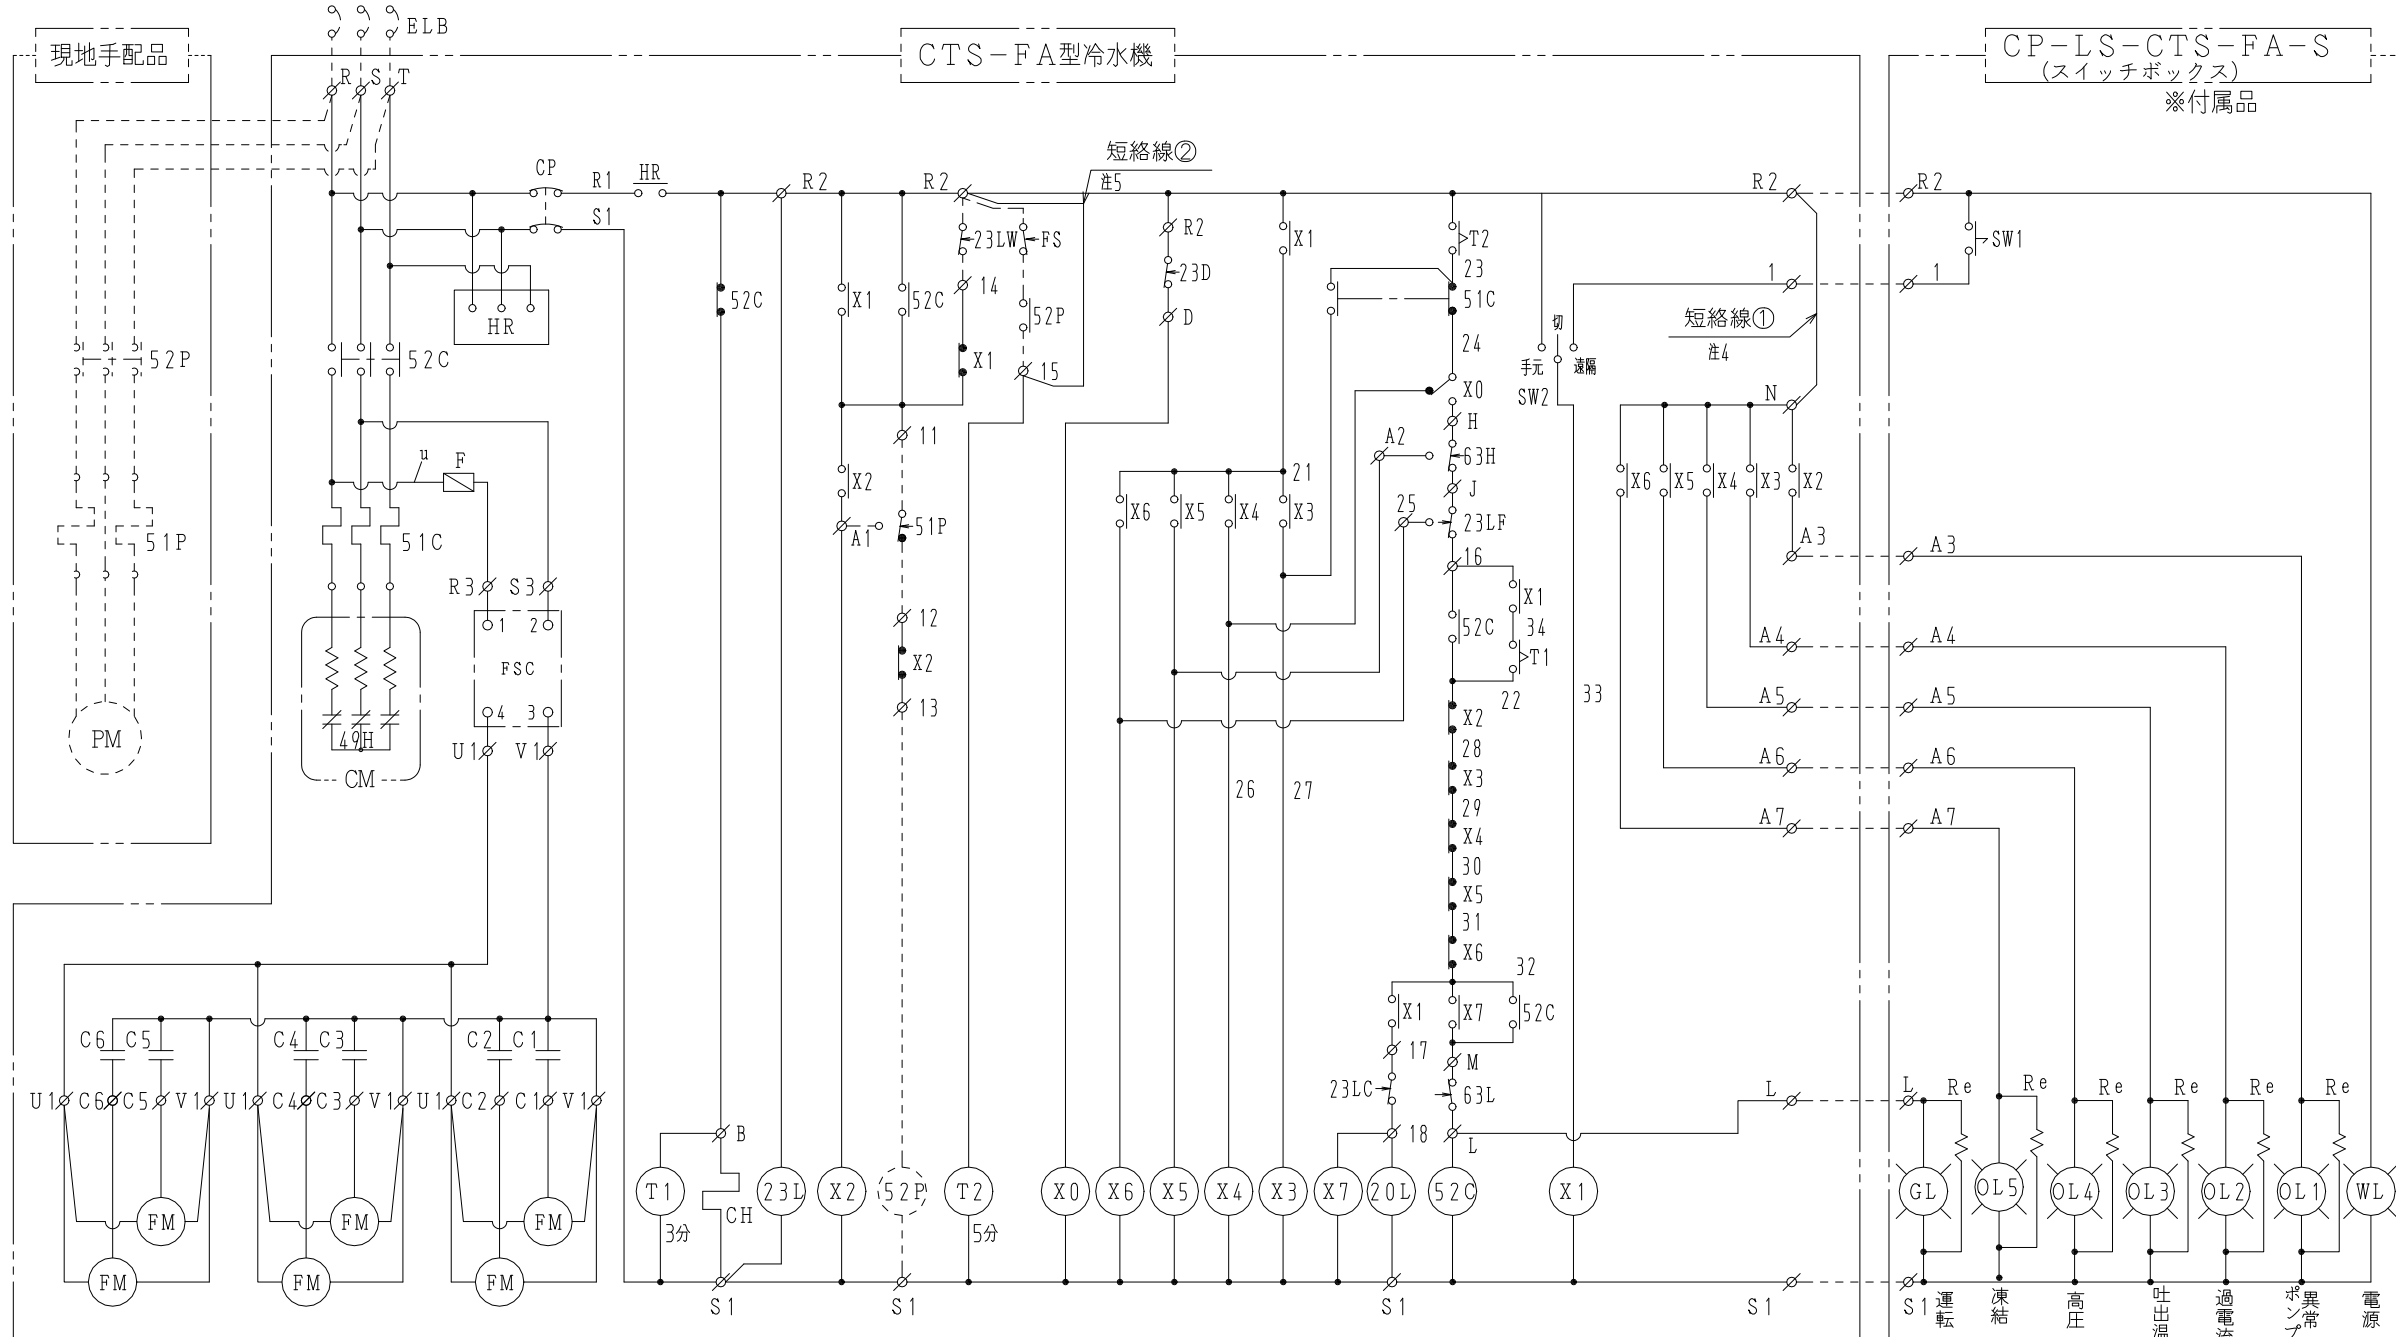 現地手配品
ELB
CTS-FA型冷水機
CP-LS-CTS-FA-S
(スイッチボックス)
※付属品
R S T
短絡線②
注5
CP R1 HR R2 R2 R2 R2
S1
23LW FS R2 X1 T2 SW1
23D 23
14 1 1
52C X1 52C 52P D 51C
HR 短絡線①
注4
切
手元 遠隔
52P 52C X1 15 24
SW2 X0 N
H
u F 11 A2 63H
X2 21 J X6 X5 X4 X3 X2
X6 X5 X4 X3 25 23LF
51P 51C A1 51P A3 A3
16
R3 S3 X1
1 2 12 52C 34
FSC X2 T1 A4 A4
4 3 13 22 33 A5 A5
X2
PM 49H U1 V1 28 A6 A6
CM X3
26 27 29 A7 A7
X4
30
X5
31
X6
32
C6 C5 C4 C3 C2 C1 X1 X7 52C
17 M
23LC 63L
U1 C6 C5 V1 U1 C4 C3 V1 U1 C2 C1 V1
L L Re Re Re Re Re Re
B 18 L
T1 23L X2 52P T2 X0 X6 X5 X4 X3 X7 20L 52C X1 GL OL5 OL4 OL3 OL2 OL1 WL
CH
3分 5分
FM FM FM
FM FM FM
S1 S1 S1 S1 S1
運転
凍結
高圧
吐出温
過電流
ポンプ
異常
電源